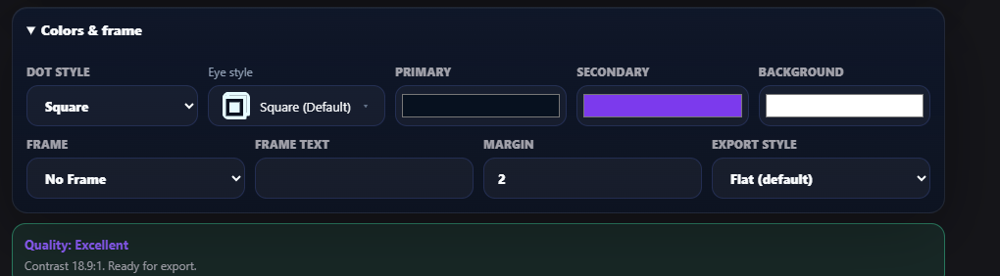 Colors & frame
DOT STYLE
Eye style
PRIMARY
SECONDARY
BACKGROUND
Square
Square (Default)
FRAME
FRAME TEXT
MARGIN
EXPORT STYLE
No Frame
2
Flat (default)
Quality: Excellent
Contrast 18.9:1. Ready for export.